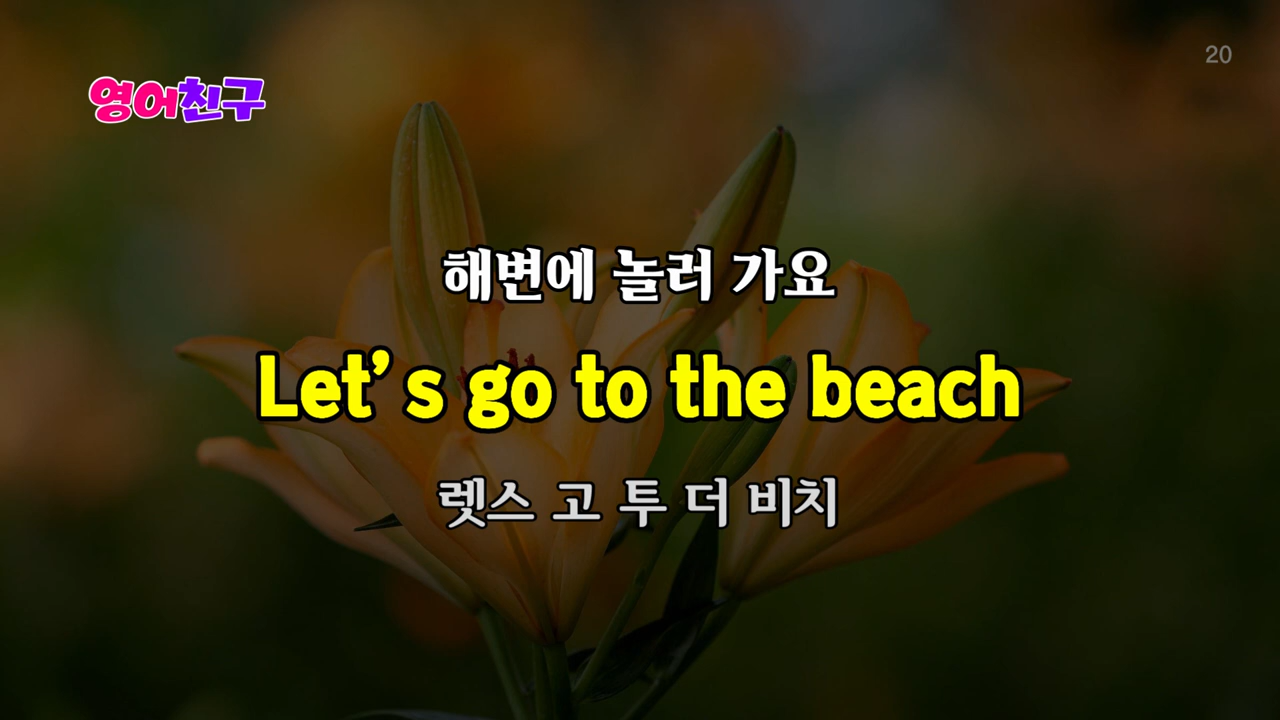 20
영어친구
해변에 놀러 가요
Let's go to the beach
렛스 고 투 더 비치